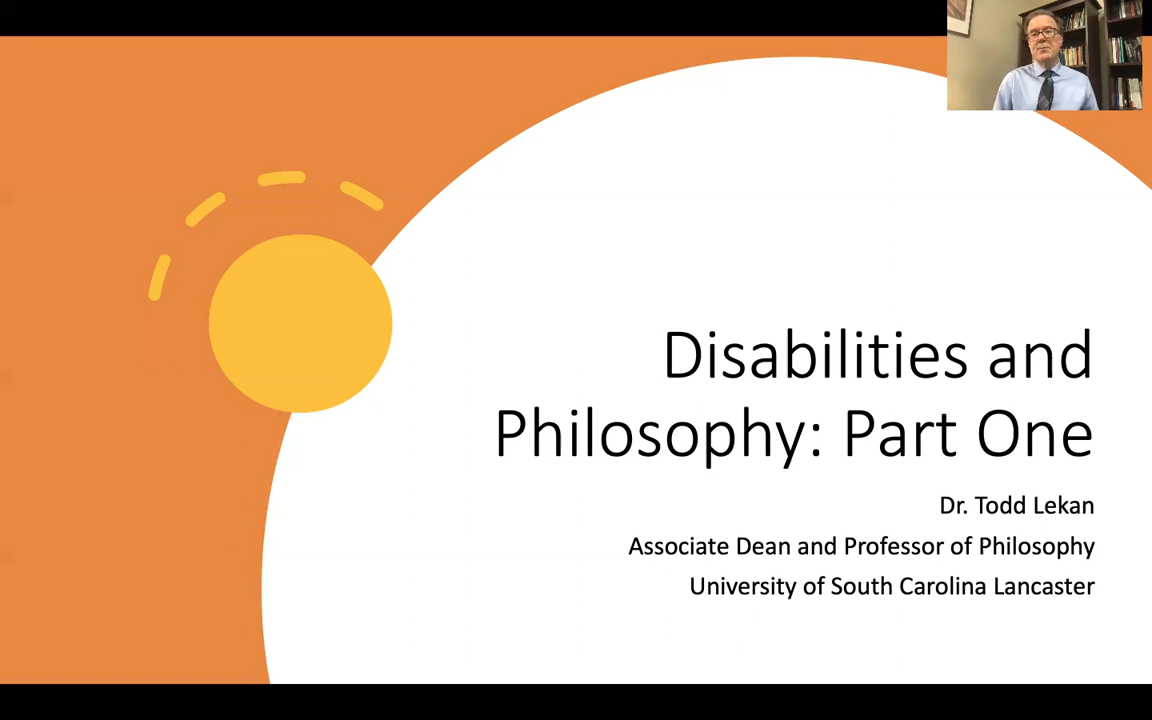 Disabilities and
Philosophy: Part One
Dr. Todd Lekan
Associate Dean and Professor of Philosophy
University of South Carolina Lancaster